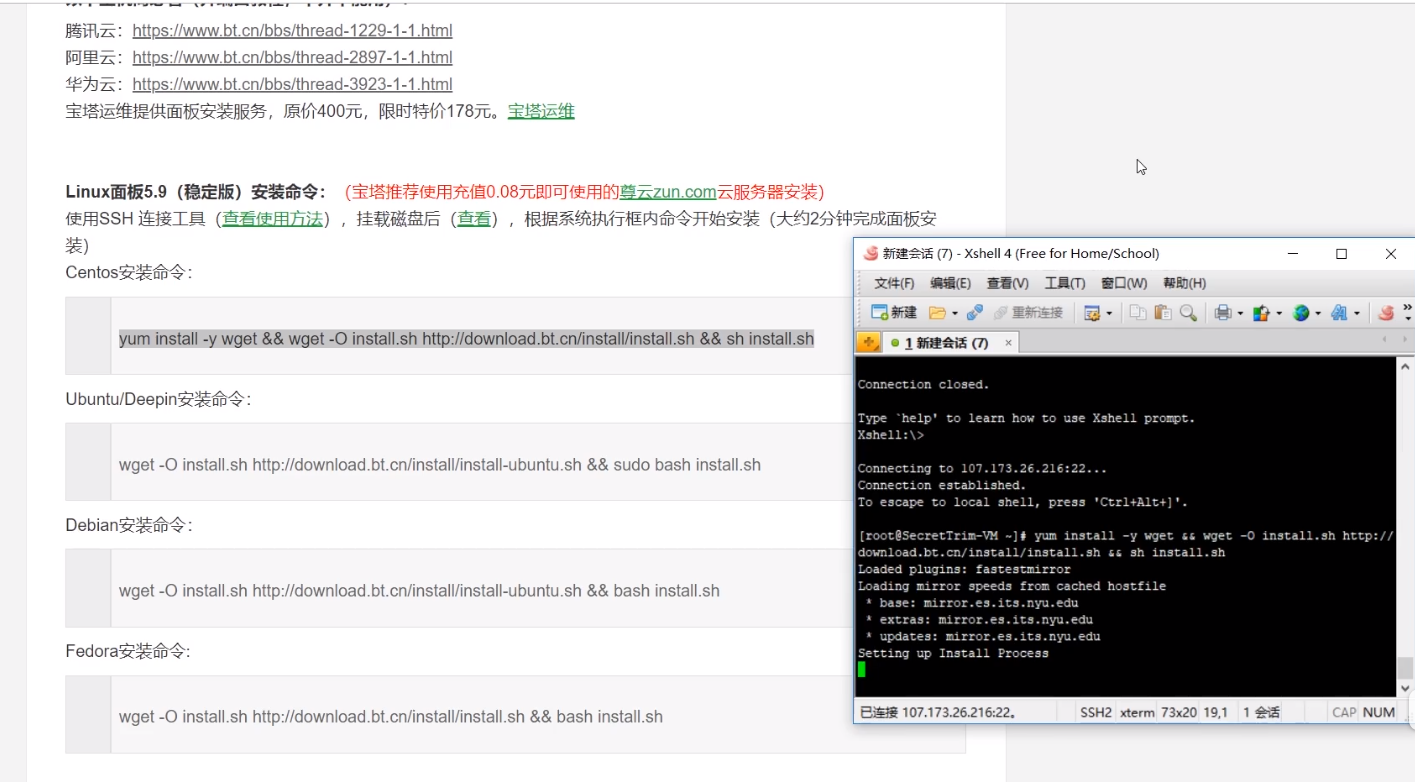 腾讯云：https://www.bt.cn/bbs/thread-1229-1-1.html
阿里云：https://www.bt.cn/bbs/thread-2897-1-1.html
华为云：https://www.bt.cn/bbs/thread-3923-1-1.html
宝塔运维提供面板安装服务，原价400元，限时特价178元。宝塔运维
Linux面板5.9（稳定版）安装命令：（宝塔推荐使用充值0.08元即可使用的尊云zun.com云服务器安装）
使用SSH 连接工具（查看使用方法），挂载磁盘后（查看），根据系统执行框内命令开始安装（大约2分钟完成面板安
装）
Centos安装命令：
yum install -y wget && wget -O install.sh http://download.bt.cn/install/install.sh && sh install.sh
Ubuntu/Deepin安装命令：
wget -O install.sh http://download.bt.cn/install/install-ubuntu.sh && sudo bash install.sh
Debian安装命令：
wget -O install.sh http://download.bt.cn/install/install-ubuntu.sh && bash install.sh
Fedora安装命令:
wget -O install.sh http://download.bt.cn/install/install.sh && bash install.sh
新建会话 (7) - Xshell 4 (Free for Home/School)
文件(F) 编辑(E) 查看(V) 工具(T) 窗口(W) 帮助(H)
新建 重新连接
1 新建会话 (7)
Connection closed.
Type `help' to learn how to use Xshell prompt.
Xshell:\>
Connecting to 107.173.26.216:22...
Connection established.
To escape to local shell, press 'Ctrl+Alt+]'.
[root@SecretTrim-VM ~]# yum install -y wget && wget -O install.sh http://
download.bt.cn/install/install.sh && sh install.sh
Loaded plugins: fastestmirror
Loading mirror speeds from cached hostfile
* base: mirror.es.its.nyu.edu
* extras: mirror.es.its.nyu.edu
* updates: mirror.es.its.nyu.edu
Setting up Install Process
已连接 107.173.26.216:22。 SSH2 xterm 73x20 19,1 1 会话 CAP NUM